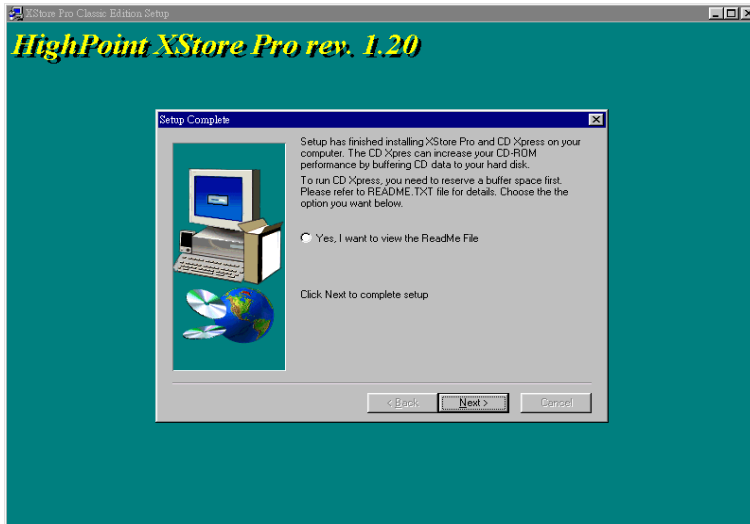 XStore Pro Classic Edition Setup
HighPoint XStore Pro rev. 1.20
Setup Complete
Setup has finished installing XStore Pro and CD Xpress on your
computer. The CD Xpres can increase your CD-ROM
performance by buffering CD data to your hard disk.
To run CD Xpress, you need to reserve a buffer space first.
Please refer to README.TXT file for details. Choose the the
option you want below.
Yes, I want to view the ReadMe File
Click Next to complete setup
< Back
Next >
Cancel